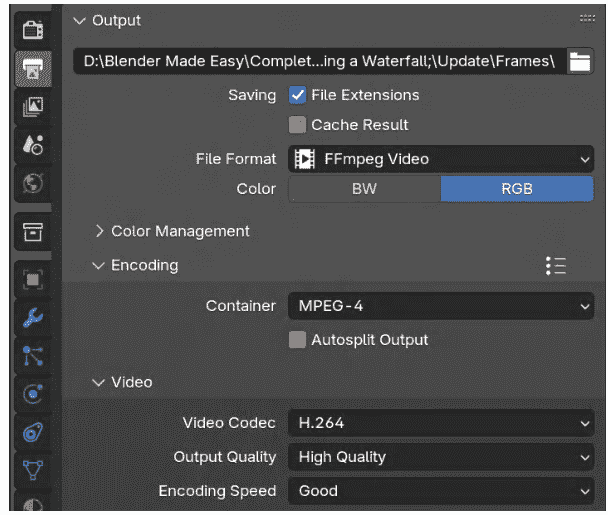 Output
D:\Blender Made Easy\Complet...ing a Waterfall;\Update\Frames\
Saving File Extensions
Cache Result
File Format FFmpeg Video
Color BW RGB
Color Management
Encoding
Container MPEG-4
Autosplit Output
Video
Video Codec H.264
Output Quality High Quality
Encoding Speed Good